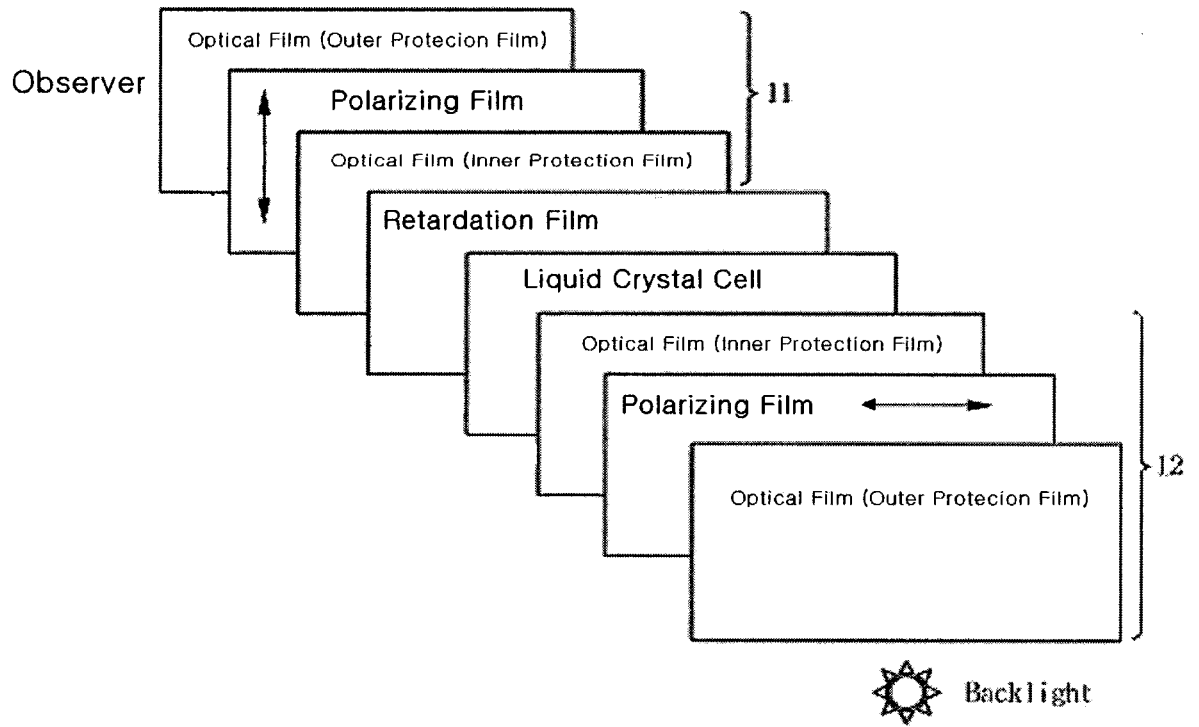 Optical Film (Outer Protecion Film)
Observer
Polarizing Film
11
Optical Film (Inner Protection Film)
Retardation Film
Liquid Crystal Cell
Optical Film (Inner Protection Film)
Polarizing Film
12
Optical Film (Outer Protecion Film)
Backlight